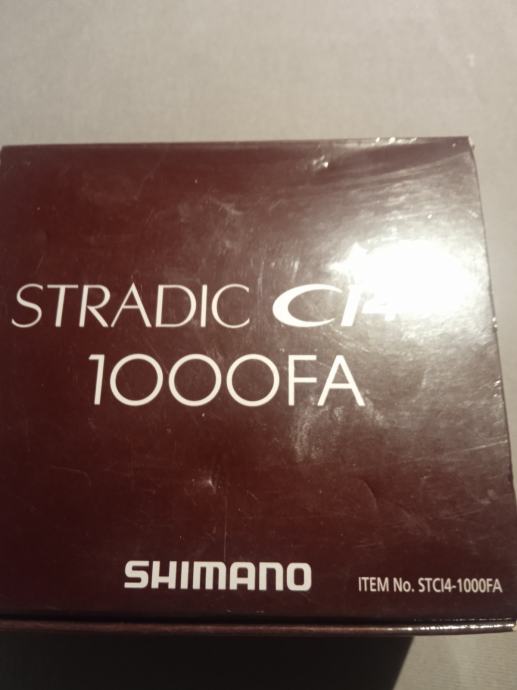 STRADIC CI4
1000FA
SHIMANO
ITEM No. STCI4-1000FA